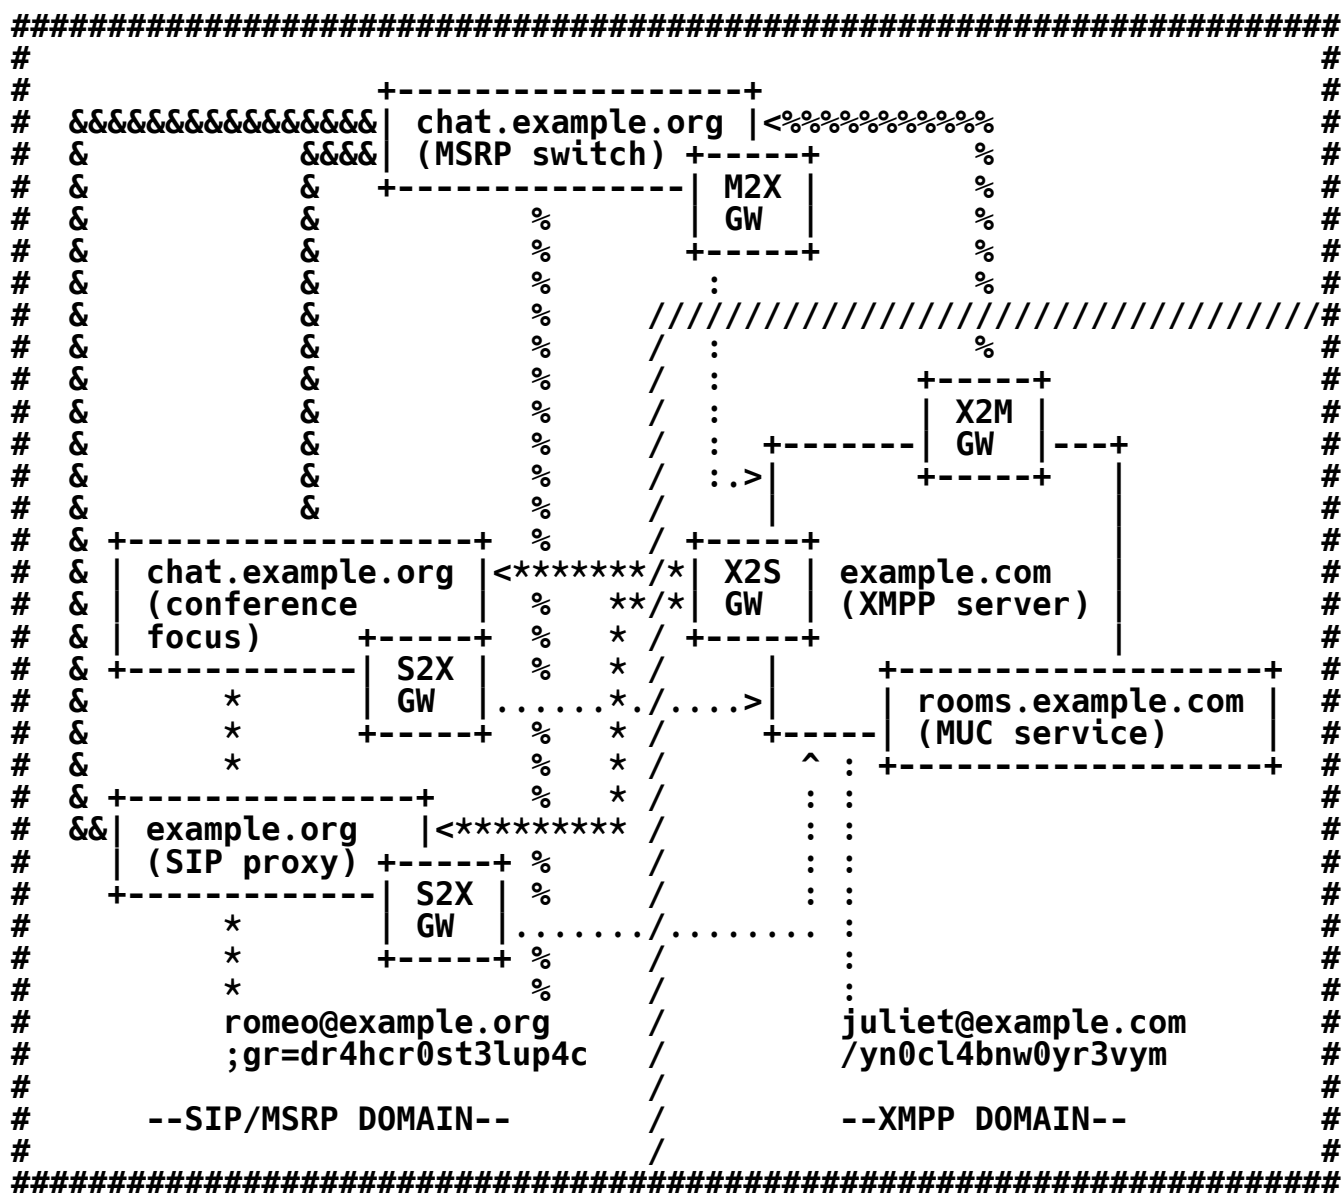 chat.example.org
(MSRP switch)
M2X
GW
X2M
GW
chat.example.org
(conference
focus)
X2S
GW
example.com
(XMPP server)
S2X
GW
rooms.example.com
(MUC service)
example.org
(SIP proxy)
S2X
GW
romeo@example.org
;gr=dr4hcr0st3lup4c
juliet@example.com
/yn0cl4bnw0yr3vym
--SIP/MSRP DOMAIN--
--XMPP DOMAIN--